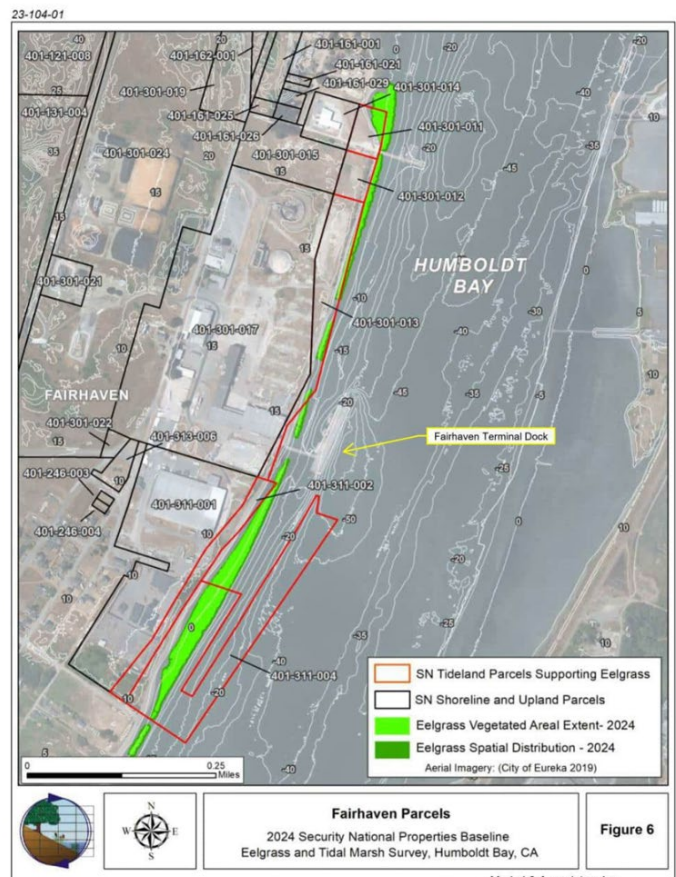 23-104-01
401-121-008
401-162-001
401-161-001
401-161-021
401-161-029
401-301-014
401-301-019
401-161-025
401-161-026
401-301-011
401-131-004
401-301-024
401-301-015
401-301-012
HUMBOLDT
BAY
401-301-021
401-301-013
401-301-017
FAIRHAVEN
401-301-022
401-313-006
Fairhaven Terminal Dock
401-246-003
401-311-001
401-311-002
401-246-004
401-311-004
SN Tideland Parcels Supporting Eelgrass
SN Shoreline and Upland Parcels
Eelgrass Vegetated Areal Extent- 2024
Eelgrass Spatial Distribution - 2024
Aerial Imagery: (City of Eureka 2019)
0 0.25
Miles
N
W E
S
Fairhaven Parcels
2024 Security National Properties Baseline
Eelgrass and Tidal Marsh Survey, Humboldt Bay, CA
Figure 6